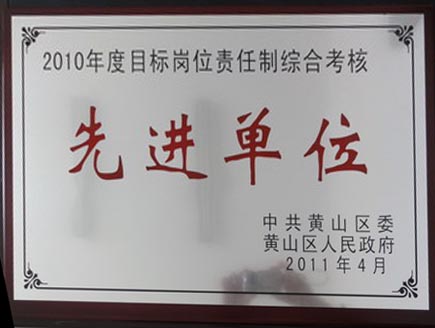 2010年度目标岗位责任制综合考核
先进单位
中共黄山区委
黄山区人民政府
2011年4月